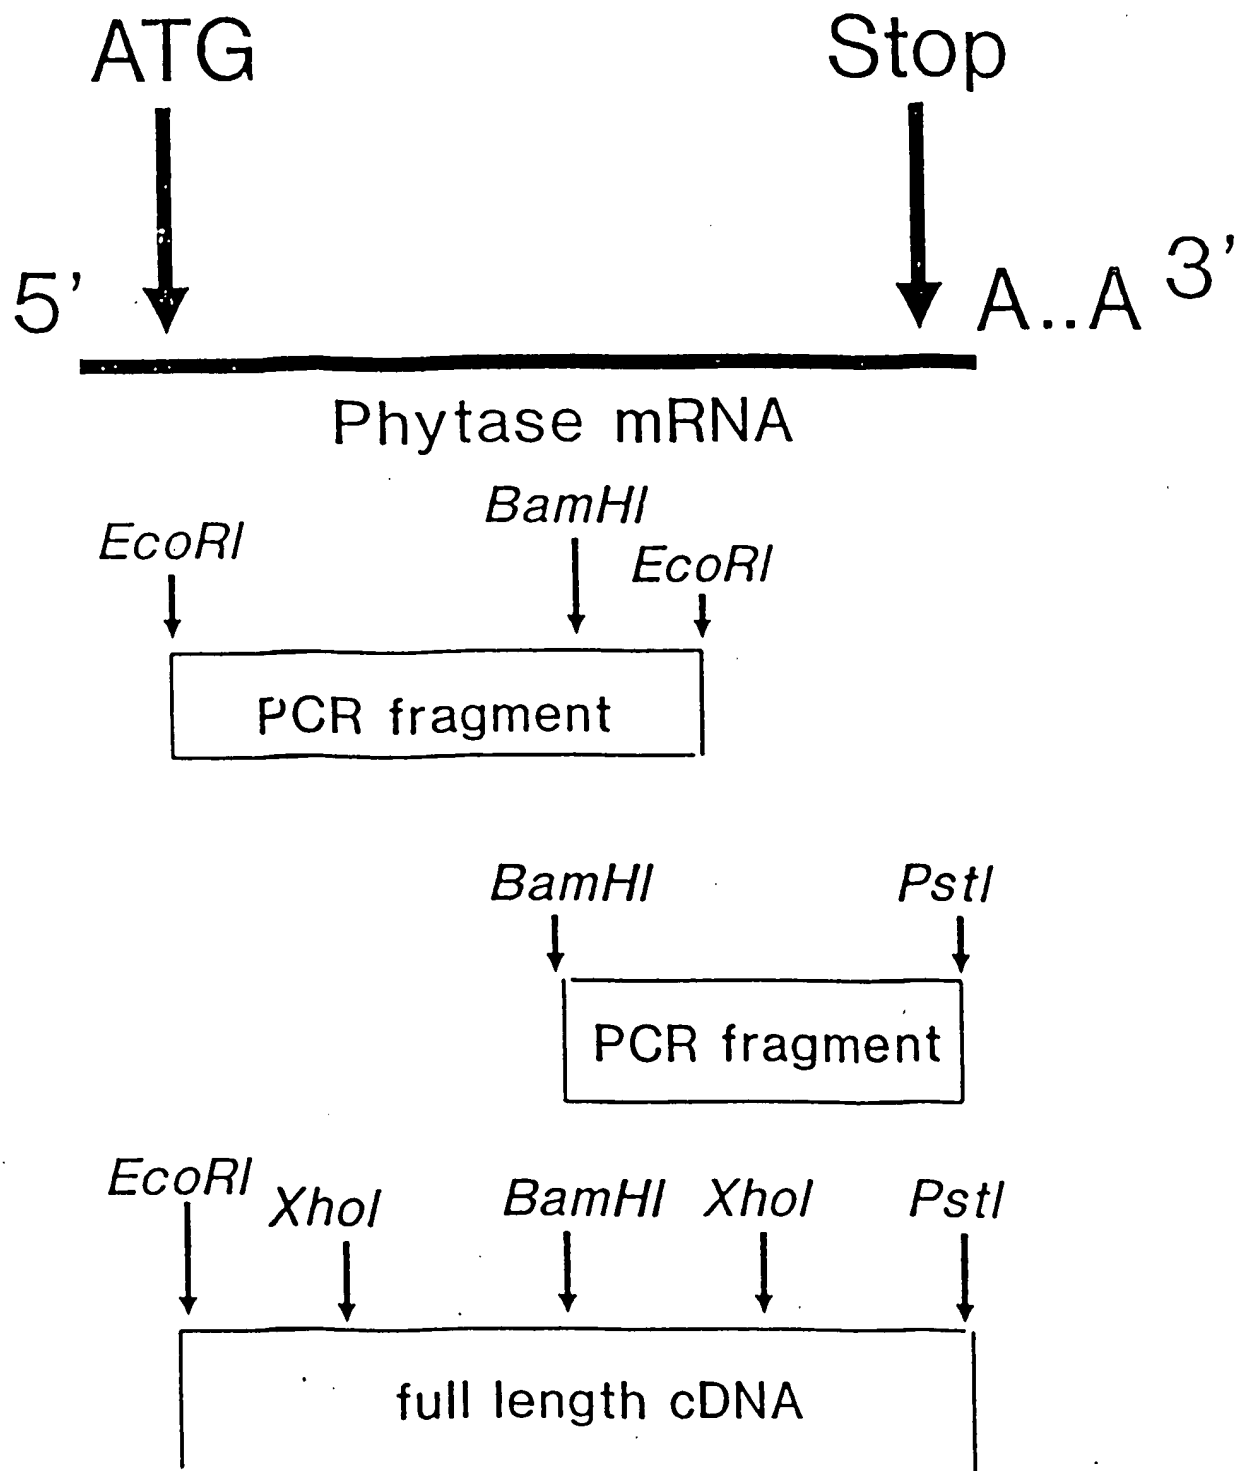 ATG Stop
5' A..A 3'
Phytase mRNA
EcoRI BamHI EcoRI
PCR fragment
BamHI PstI
PCR fragment
EcoRI XhoI BamHI XhoI PstI
full length cDNA